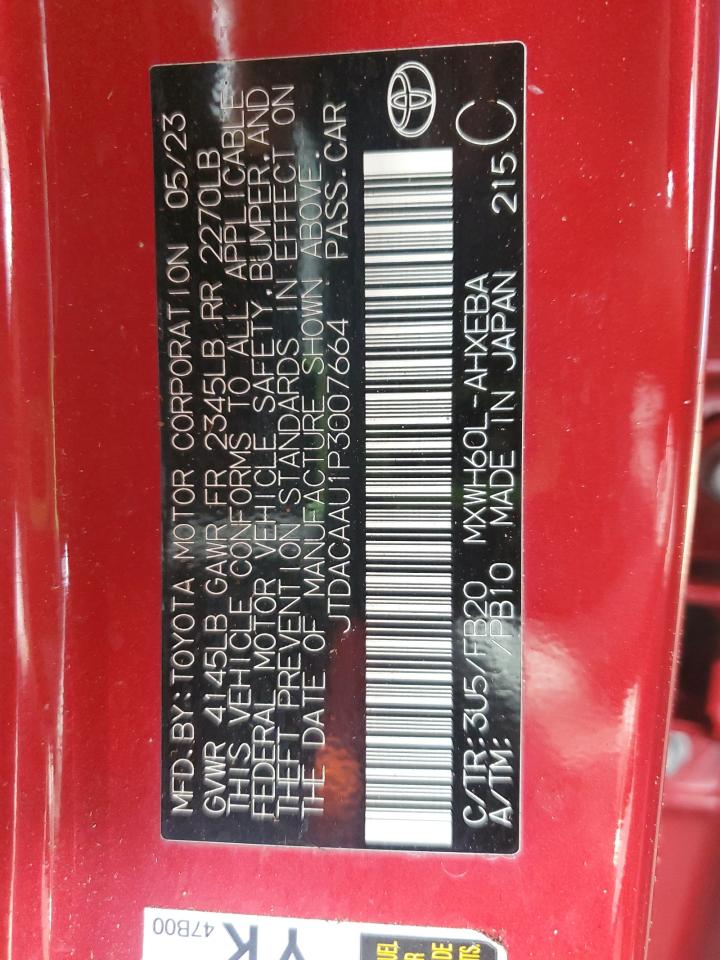 MFD.BY:TOYOTA MOTOR CORPORATION 05/23
GVWR 4145LB GAWR FR 2345LB RR 2270LB
THIS VEHICLE CONFORMS TO ALL APPLICABLE
FEDERAL MOTOR VEHICLE SAFETY,BUMPER,AND
THEFT PREVENTION STANDARDS IN EFFECT ON
THE DATE OF MANUFACTURE SHOWN ABOVE.
JTDACAAU1P3007664 PASS.CAR
C/TR:3U5/FB20 MXWH60L-AHXEBA
A/TM: /PB10 MADE IN JAPAN 215 C
47B00
YK